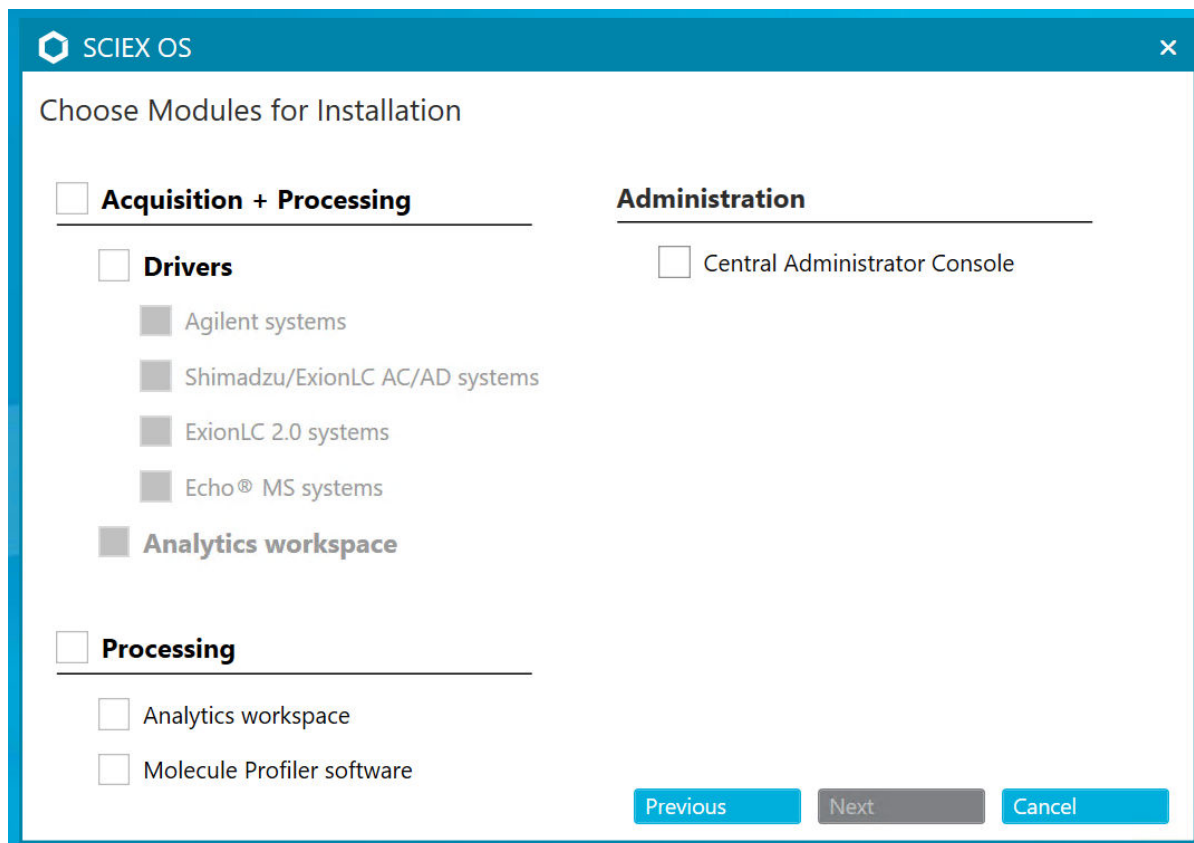 SCIEX OS
Choose Modules for Installation
Acquisition + Processing
Drivers
Agilent systems
Shimadzu/ExionLC AC/AD systems
ExionLC 2.0 systems
Echo® MS systems
Analytics workspace
Processing
Analytics workspace
Molecule Profiler software
Administration
Central Administrator Console
Previous
Next
Cancel